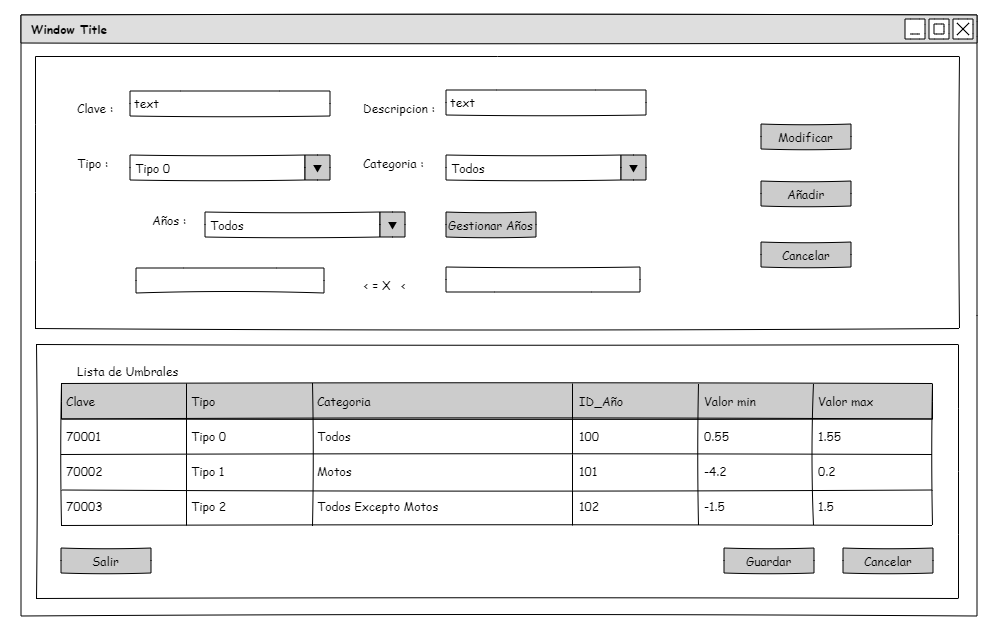 Window Title
Clave : text Descripcion : text
Modificar
Tipo : Tipo 0 Categoria : Todos
Añadir
Años : Todos Gestionar Años
Cancelar
< = X <
Lista de Umbrales
Clave Tipo Categoria ID_Año Valor min Valor max
70001 Tipo 0 Todos 100 0.55 1.55
70002 Tipo 1 Motos 101 -4.2 0.2
70003 Tipo 2 Todos Excepto Motos 102 -1.5 1.5
Salir Guardar Cancelar